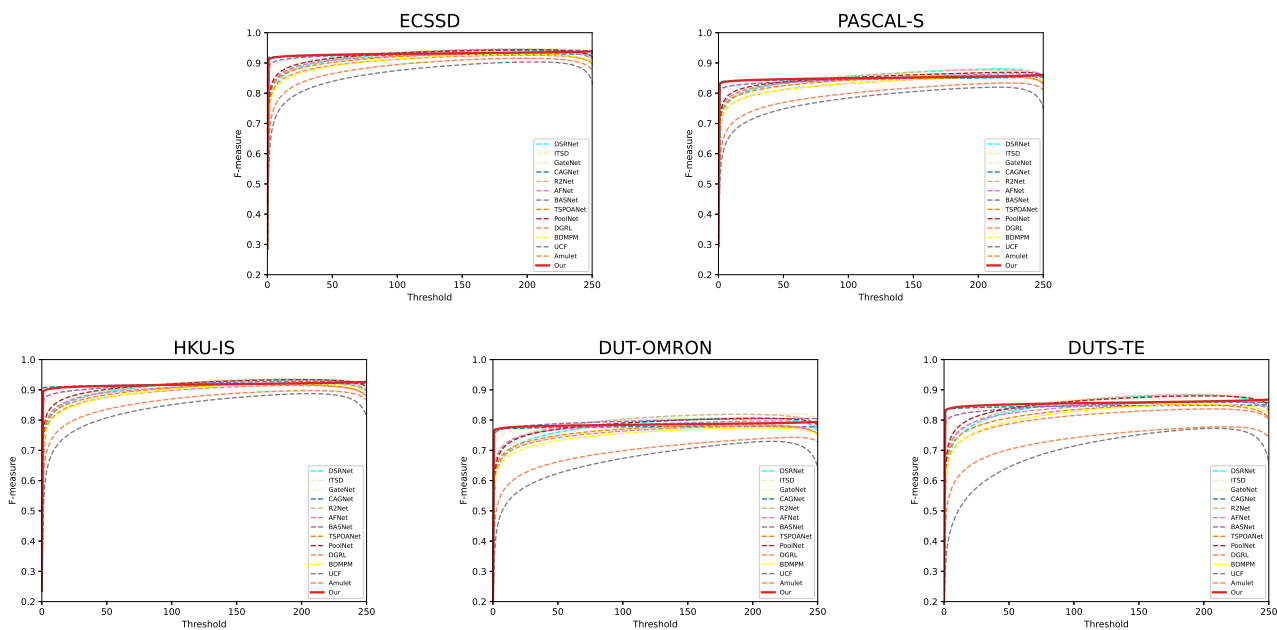 ECSSD
1.0
0.9
0.8
0.7
0.6
0.5
0.4
0.3
0.2
F-measure
0
50
100
150
200
250
Threshold
DSRNet
ITSD
GateNet
CAGNet
R2Net
AFNet
BASNet
TSPOANet
PoolNet
DGRL
BDMPM
UCF
Amulet
Our
PASCAL-S
1.0
0.9
0.8
0.7
0.6
0.5
0.4
0.3
0.2
F-measure
0
50
100
150
200
250
Threshold
DSRNet
ITSD
GateNet
CAGNet
R2Net
AFNet
BASNet
TSPOANet
PoolNet
DGRL
BDMPM
UCF
Amulet
Our
HKU-IS
1.0
0.9
0.8
0.7
0.6
0.5
0.4
0.3
0.2
F-measure
0
50
100
150
200
250
Threshold
DSRNet
ITSD
GateNet
CAGNet
R2Net
AFNet
BASNet
TSPOANet
PoolNet
DGRL
BDMPM
UCF
Amulet
Our
DUT-OMRON
1.0
0.9
0.8
0.7
0.6
0.5
0.4
0.3
0.2
F-measure
0
50
100
150
200
250
Threshold
DSRNet
ITSD
GateNet
CAGNet
R2Net
AFNet
BASNet
TSPOANet
PoolNet
DGRL
BDMPM
UCF
Amulet
Our
DUTS-TE
1.0
0.9
0.8
0.7
0.6
0.5
0.4
0.3
0.2
F-measure
0
50
100
150
200
250
Threshold
DSRNet
ITSD
GateNet
CAGNet
R2Net
AFNet
BASNet
TSPOANet
PoolNet
DGRL
BDMPM
UCF
Amulet
Our